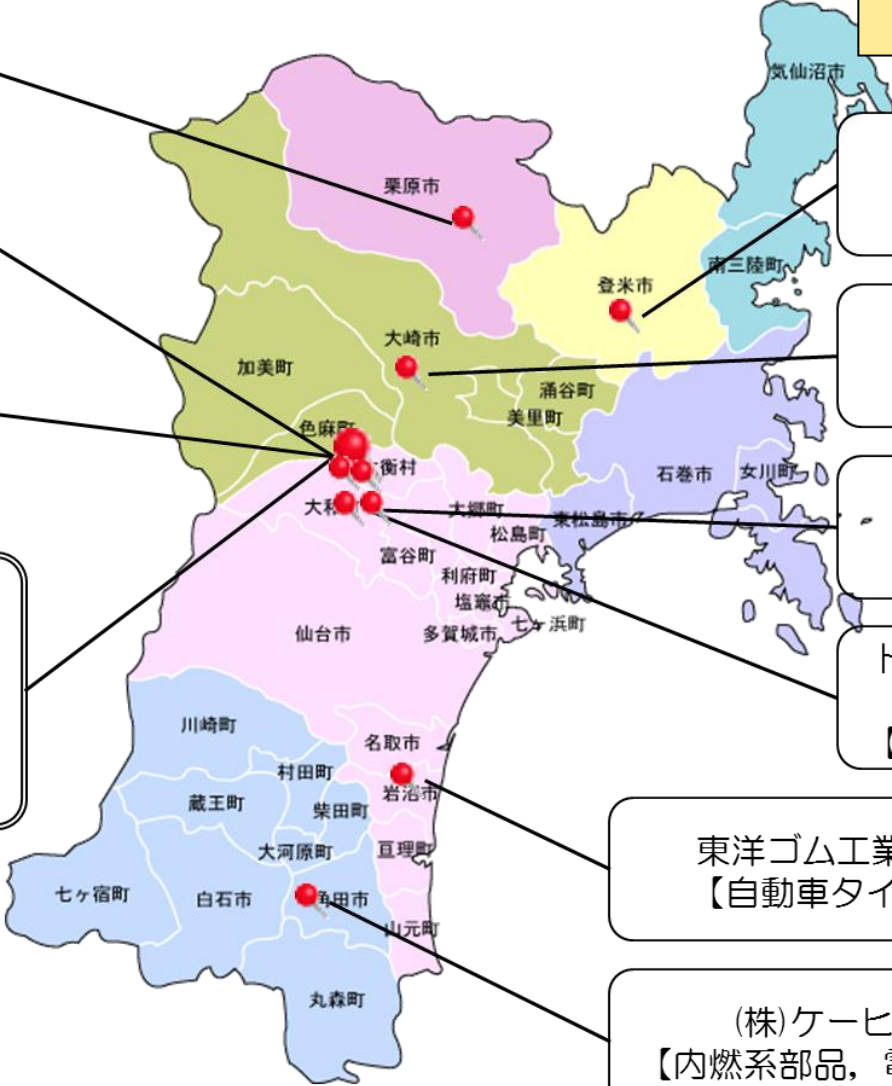 気仙沼市
栗原市
南三陸町
登米市
大崎市
加美町
涌谷町
美里町
色麻町
衡村
石巻市
女川町
大和
大郷町
東松島市
松島町
富谷町
利府町
塩竈市
七ヶ浜町
仙台市
多賀城市
川崎町
名取市
村田町
岩沼市
蔵王町
柴田町
大河原町
亘理町
七ヶ宿町
白石市
角田市
山元町
丸森町
東洋ゴム工業
【自動車タイ
(株)ケーヒ
【内燃系部品，電